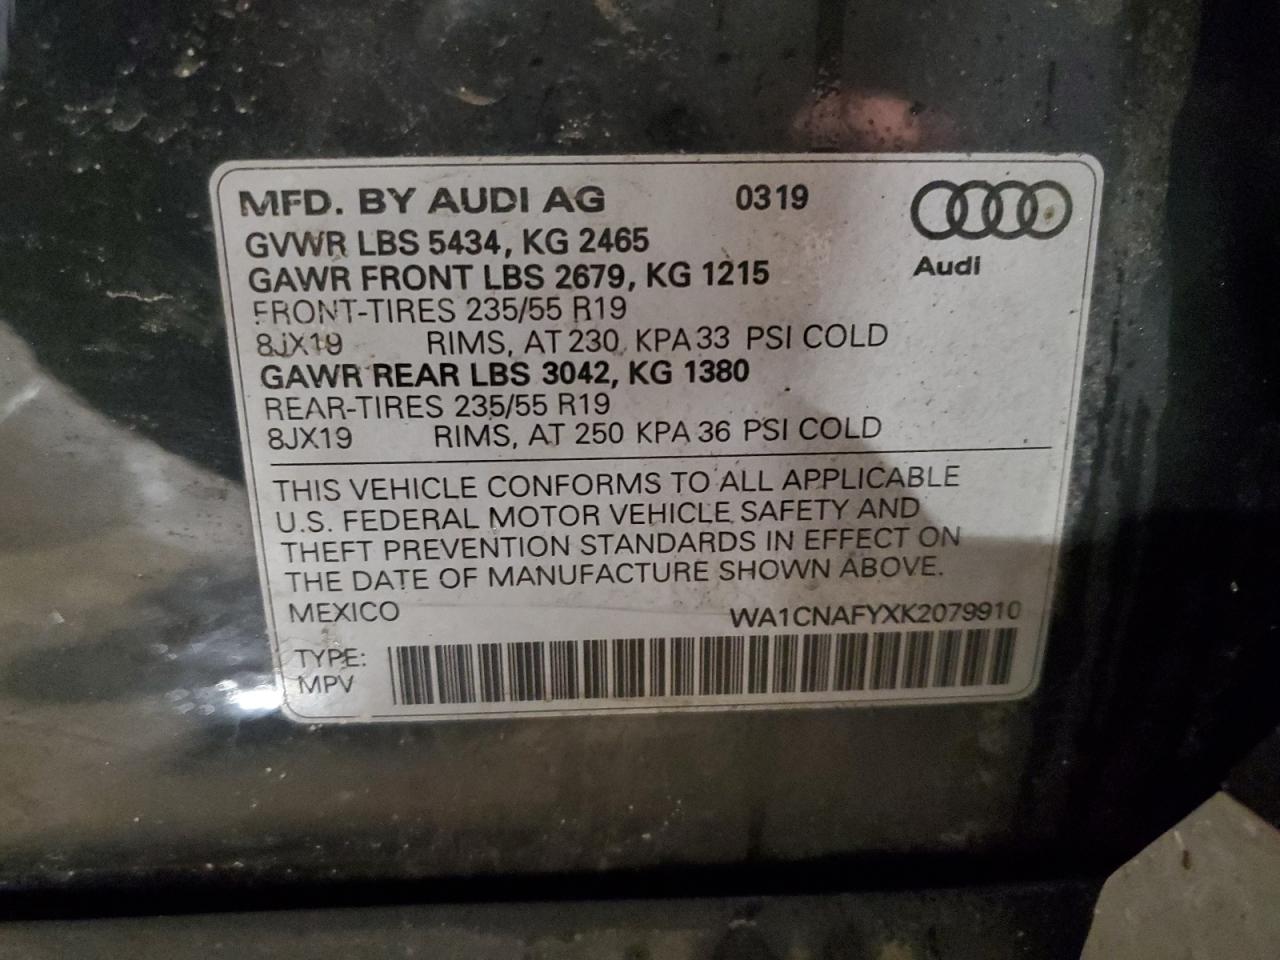 MFD. BY AUDI AG 0319
GVWR LBS 5434, KG 2465
GAWR FRONT LBS 2679, KG 1215
Audi
FRONT-TIRES 235/55 R19
8JX19 RIMS, AT 230 KPA 33 PSI COLD
GAWR REAR LBS 3042, KG 1380
REAR-TIRES 235/55 R19
8JX19 RIMS, AT 250 KPA 36 PSI COLD
THIS VEHICLE CONFORMS TO ALL APPLICABLE
U.S. FEDERAL MOTOR VEHICLE SAFETY AND
THEFT PREVENTION STANDARDS IN EFFECT ON
THE DATE OF MANUFACTURE SHOWN ABOVE.
MEXICO WA1CNAFYXK2079910
TYPE:
MPV